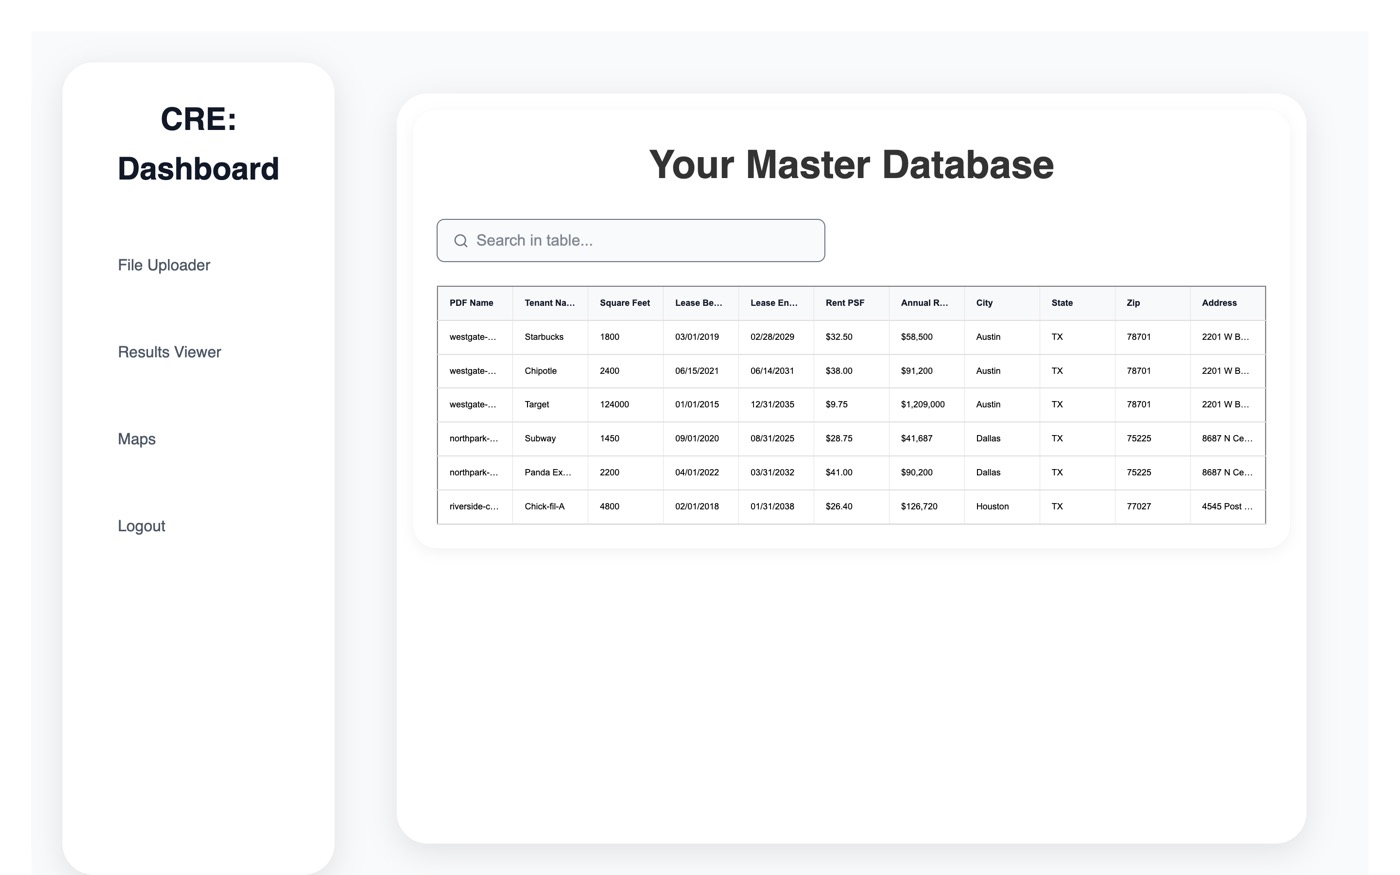 CRE:
Dashboard
File Uploader
Results Viewer
Maps
Logout
Your Master Database
Search in table...
PDF Name Tenant Na... Square Feet Lease Be... Lease En... Rent PSF Annual R... City State Zip Address
westgate-... Starbucks 1800 03/01/2019 02/28/2029 $32.50 $58,500 Austin TX 78701 2201 W B...
westgate-... Chipotle 2400 06/15/2021 06/14/2031 $38.00 $91,200 Austin TX 78701 2201 W B...
westgate-... Target 124000 01/01/2015 12/31/2035 $9.75 $1,209,000 Austin TX 78701 2201 W B...
northpark-... Subway 1450 09/01/2020 08/31/2025 $28.75 $41,687 Dallas TX 75225 8687 N Ce...
northpark-... Panda Ex... 2200 04/01/2022 03/31/2032 $41.00 $90,200 Dallas TX 75225 8687 N Ce...
riverside-c... Chick-fil-A 4800 02/01/2018 01/31/2038 $26.40 $126,720 Houston TX 77027 4545 Post ...